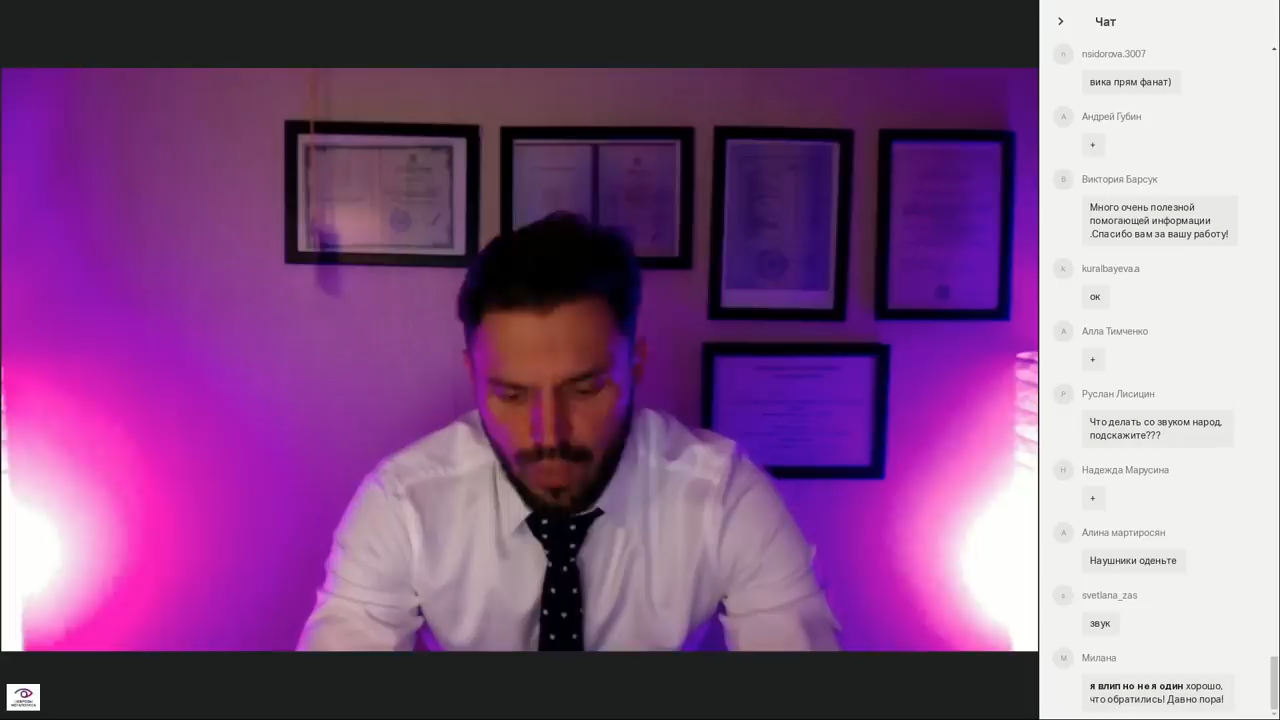 Чат
n
nsidorova.3007
вика прям фанат)
А
Андрей Губин
+
В
Виктория Барсук
Много очень полезной
помогающей информации
.Спасибо вам за вашу работу!
k
kuralbayeva.a
ок
А
Алла Тимченко
+
Р
Руслан Лисицин
Что делать со звуком народ,
подскажите???
Н
Надежда Марусина
+
А
Алина мартиросян
Наушники оденьте
s
svetlana_zas
звук
М
Милана
я влип но не я один хорошо,
что обратились! Давно пора!